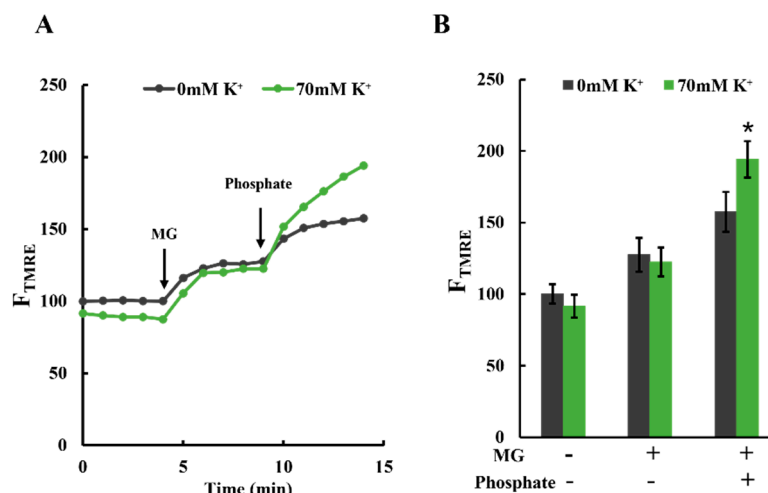 A
250
200
150
100
50
0
0mM K⁺ 70mM K⁺
MG
Phosphate
F_TMRE
0 5 10 15
Time (min)
B
250
200
150
100
50
0
0mM K⁺ 70mM K⁺
*
F_TMRE
MG - + +
Phosphate - - +